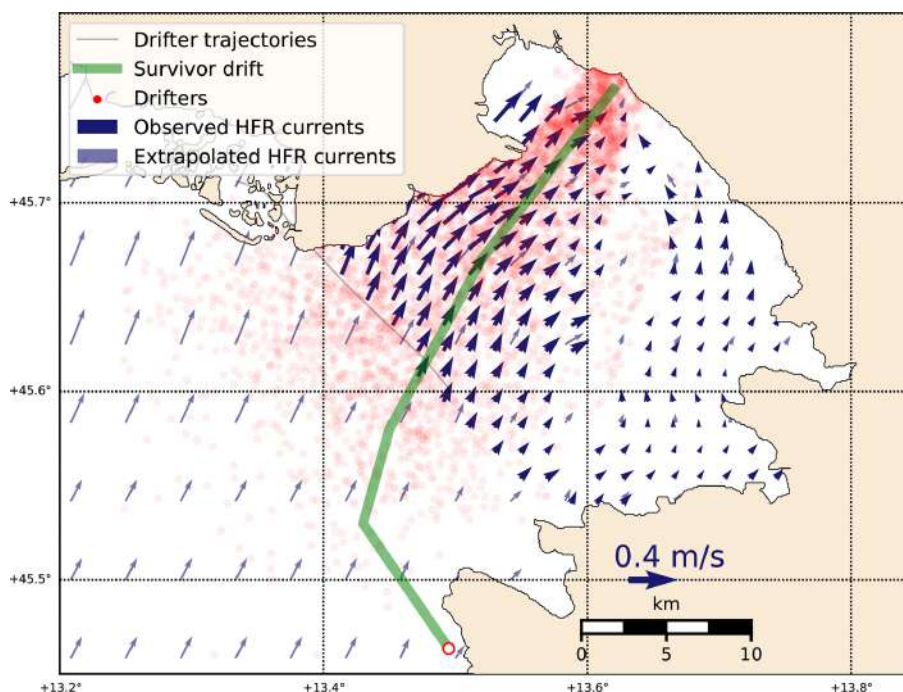 Drifter trajectories
Survivor drift
Drifters
Observed HFR currents
Extrapolated HFR currents
+45.7°
+45.6°
+45.5°
0.4 m/s
km
0 5 10
+13.2° +13.4° +13.6° +13.8°